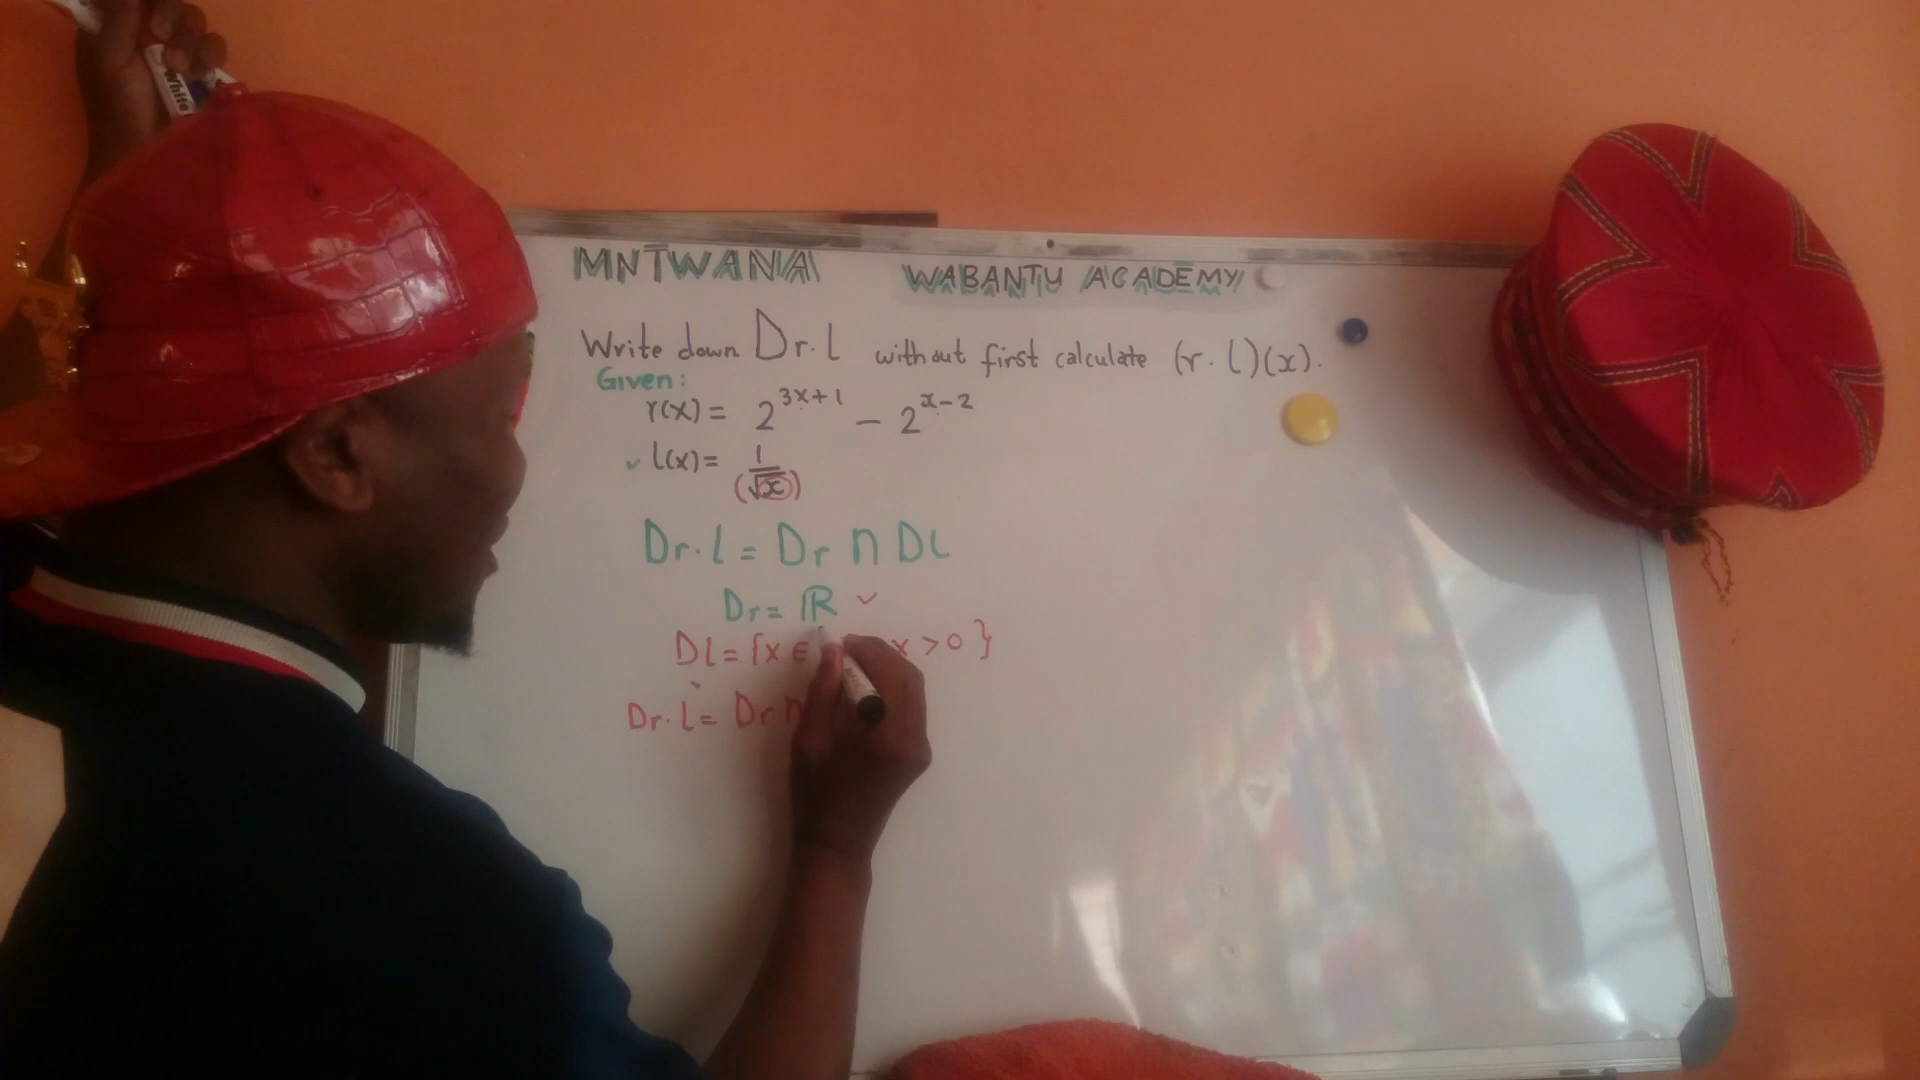 White
MNTWANA WABANTU ACADEMY
Write down Dr.l without first calculate (r.l)(x).
Given:
r(x) = 2^{3x+1} - 2^{x-2}
✓ l(x) = 1/(√x)
Dr.l = Dr ∩ Dl
Dr = ℝ ✓
Dl = {x ∈ x > 0}
Dr.l = Dr ∩